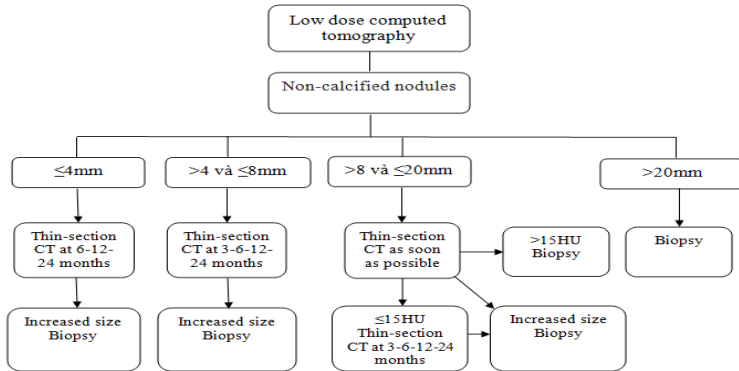 Low dose computed
tomography
Non-calcified nodules
≤4mm
>4 và ≤8mm
>8 và ≤20mm
>20mm
Thin-section
CT at 6-12-
24 months
Thin-section
CT at 3-6-12-
24 months
Thin-section
CT as soon
as possible
>15HU
Biopsy
Biopsy
Increased size
Biopsy
Increased size
Biopsy
≤15HU
Thin-section
CT at 3-6-12-24
months
Increased size
Biopsy